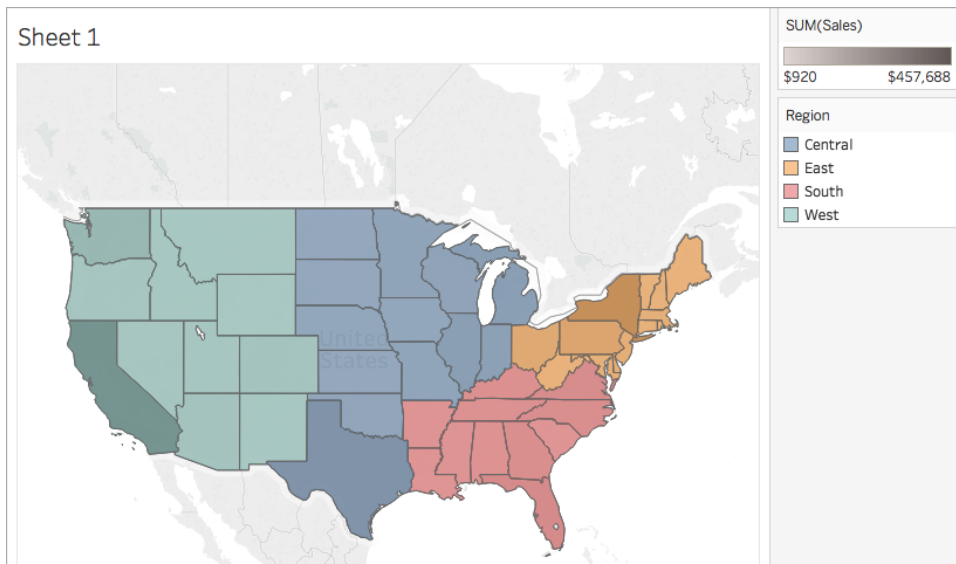 Sheet 1
United
States
SUM(Sales)
$920 $457,688
Region
Central
East
South
West